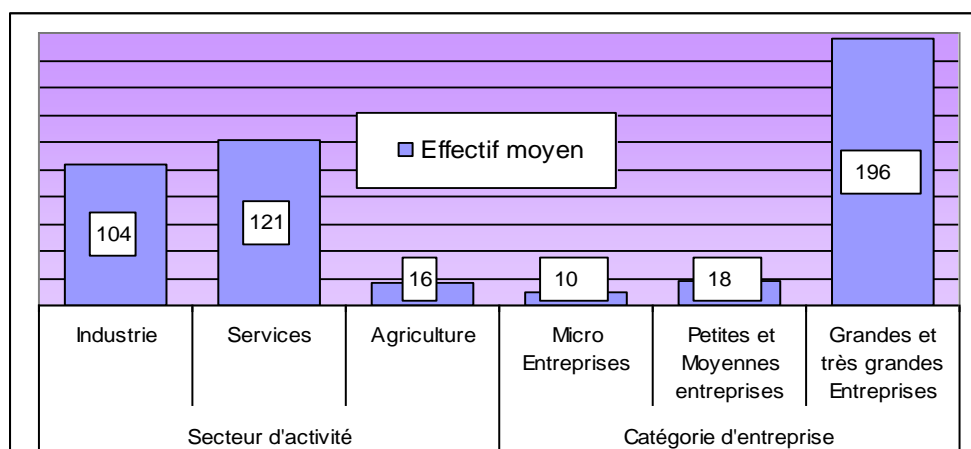 Effectif moyen
104
121
16
10
18
196
Industrie
Services
Agriculture
Micro
Entreprises
Petites et
Moyennes
entreprises
Grandes et
très grandes
Entreprises
Secteur d'activité
Catégorie d'entreprise